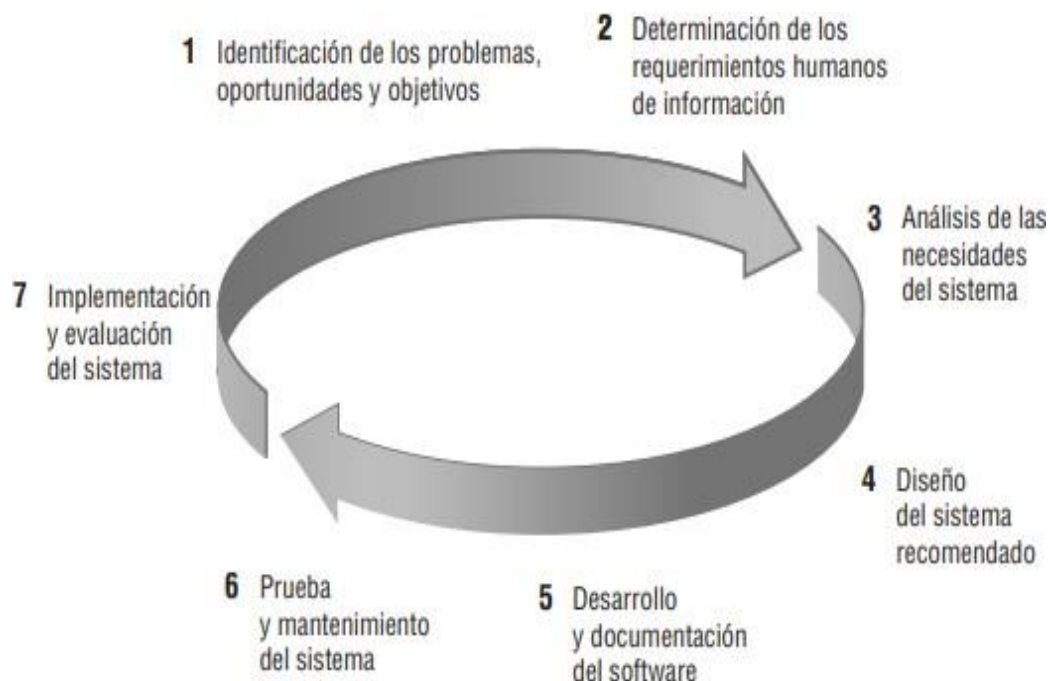 1 Identificación de los problemas,
oportunidades y objetivos
2 Determinación de los
requerimientos humanos
de información
3 Análisis de las
necesidades
del sistema
4 Diseño
del sistema
recomendado
5 Desarrollo
y documentación
del software
6 Prueba
y mantenimiento
del sistema
7 Implementación
y evaluación
del sistema